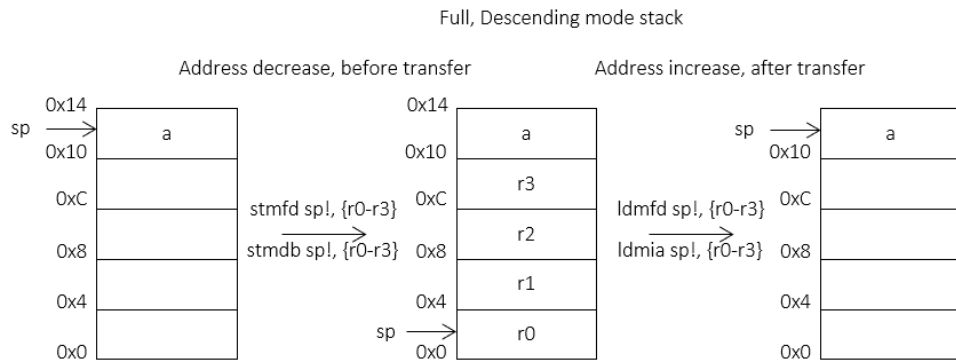 Full, Descending mode stack
Address decrease, before transfer
Address increase, after transfer
0x14
sp
a
0x10
0xC
0x8
0x4
0x0
stmfd sp!, {r0-r3}
stmdb sp!, {r0-r3}
0x14
a
0x10
r3
0xC
r2
0x8
r1
0x4
sp
r0
0x0
ldmfd sp!, {r0-r3}
ldmia sp!, {r0-r3}
sp
a
0x10
0xC
0x8
0x4
0x0